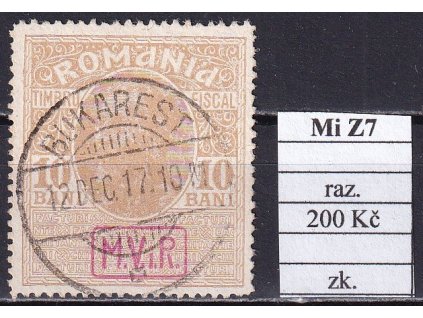 ROMANIA
TIMBRU FISCAL
BUKAREST
12.DEC.17.10
10 10
BANI BANI
M.V.i.R.
Mi Z7
raz.
200 Kč
zk.